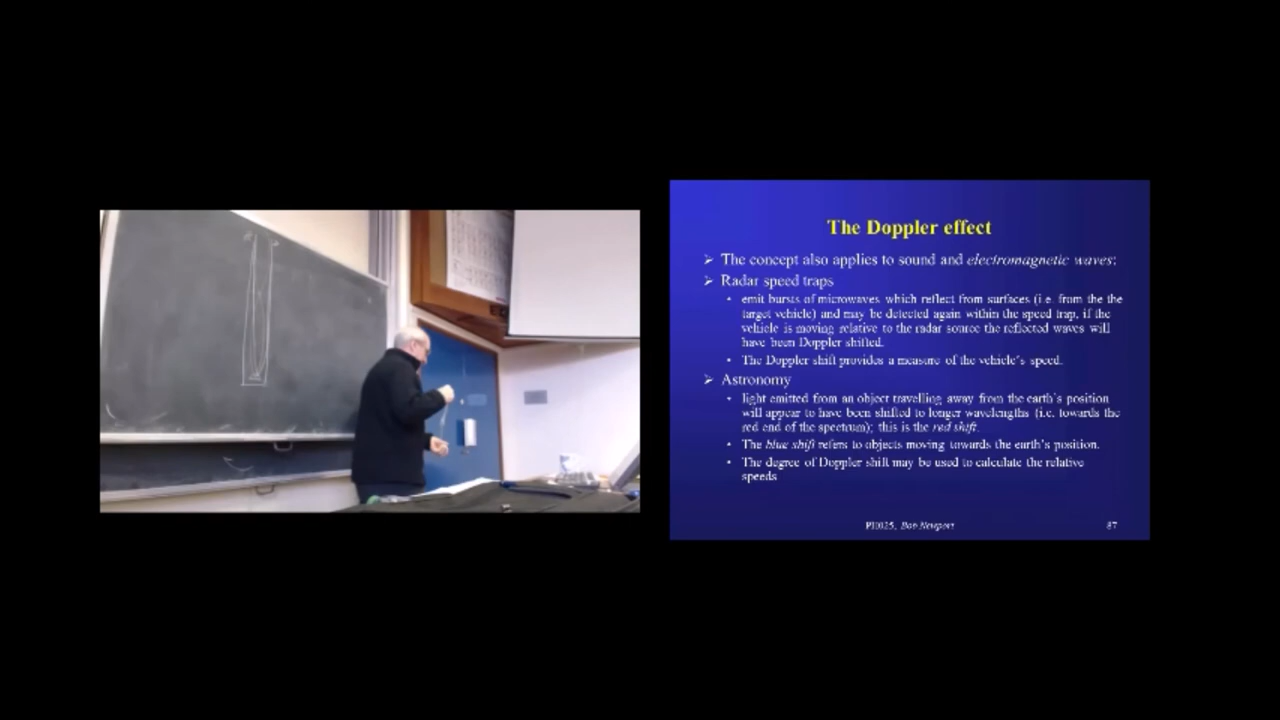 The Doppler effect
➢ The concept also applies to sound and electromagnetic waves:
➢ Radar speed traps
• emit bursts of microwaves which reflect from surfaces (i.e. from the the
target vehicle) and may be detected again within the speed trap, if the
vehicle is moving relative to the radar source the reflected waves will
have been Doppler shifted.
• The Doppler shift provides a measure of the vehicle's speed.
➢ Astronomy
• light emitted from an object travelling away from the earth's position
will appear to have been shifted to longer wavelengths (i.e. towards the
red end of the spectrum); this is the red shift.
• The blue shift refers to objects moving towards the earth's position.
• The degree of Doppler shift may be used to calculate the relative
speeds
PH025, Bob Newport
87